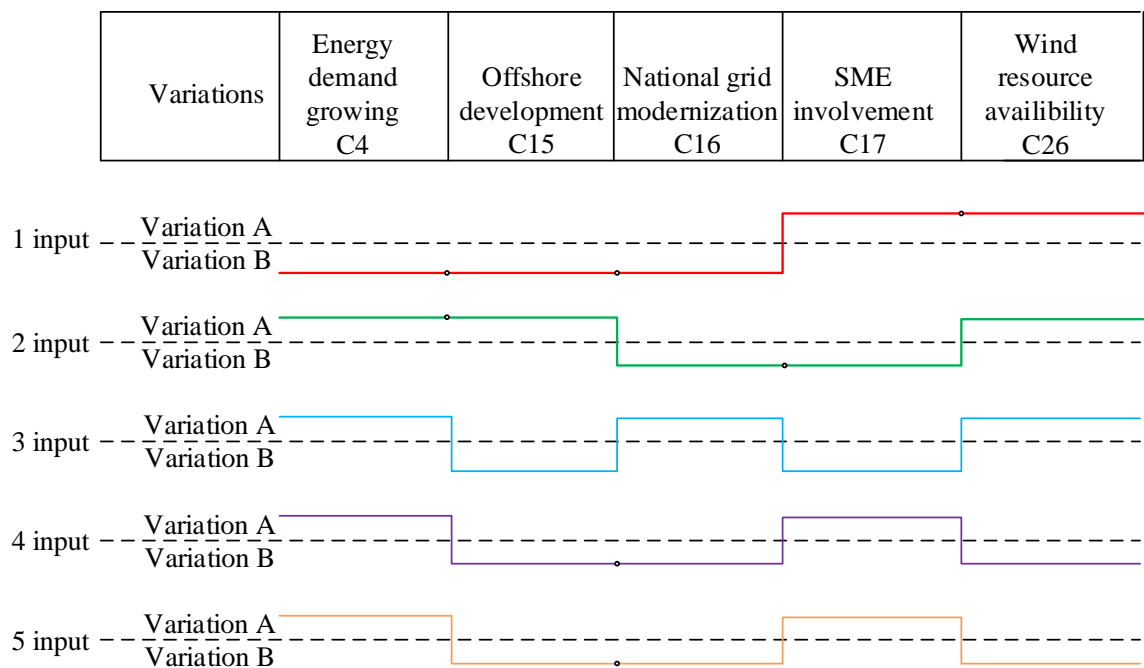 Variations
Energy
demand
growing
C4
Offshore
development
C15
National grid
modernization
C16
SME
involvement
C17
Wind
resource
availibility
C26
1 input
Variation A
Variation B
2 input
Variation A
Variation B
3 input
Variation A
Variation B
4 input
Variation A
Variation B
5 input
Variation A
Variation B